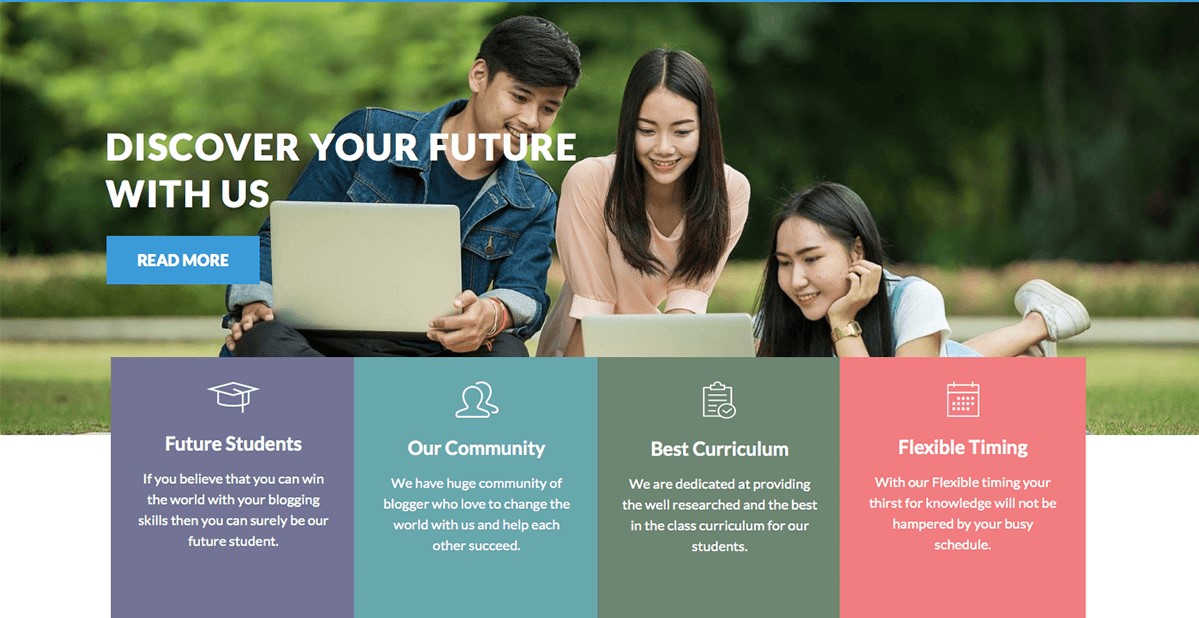 DISCOVER YOUR FUTURE
WITH US
READ MORE
Future Students
If you believe that you can win
the world with your blogging
skills then you can surely be our
future student.
Our Community
We have huge community of
blogger who love to change the
world with us and help each
other succeed.
Best Curriculum
We are dedicated at providing
the well researched and the best
in the class curriculum for our
students.
Flexible Timing
With our Flexible timing your
thirst for knowledge will not be
hampered by your busy
schedule.